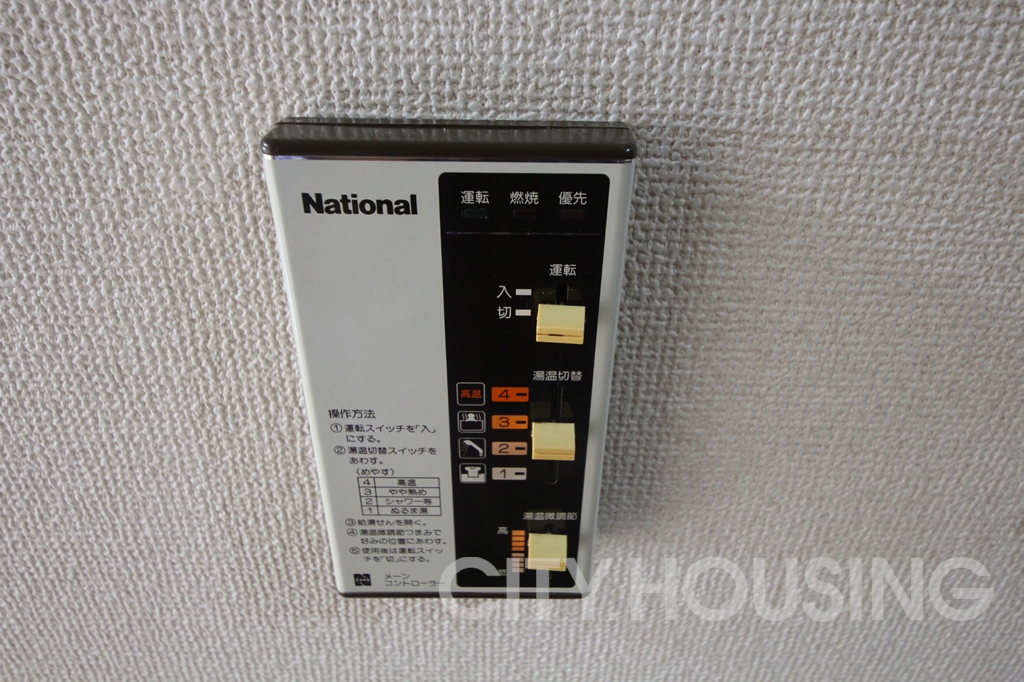 National
運転 燃焼 優先
運転
入
切
湯温切替
高温 4
3
2
1
湯温微調節
高
操作方法
①運転スイッチを「入」
にする。
②湯温切替スイッチを
あわす。
(めやす)
4 高温
3 やや熱め
2 シャワー等
1 ぬるま湯
③給湯せんを開く。
④湯温微調節つまみで
好みの位置にあわす。
⑤使用後は運転スイッ
チを「切」にする。
メーン
コントローラー
CITY HOUSING